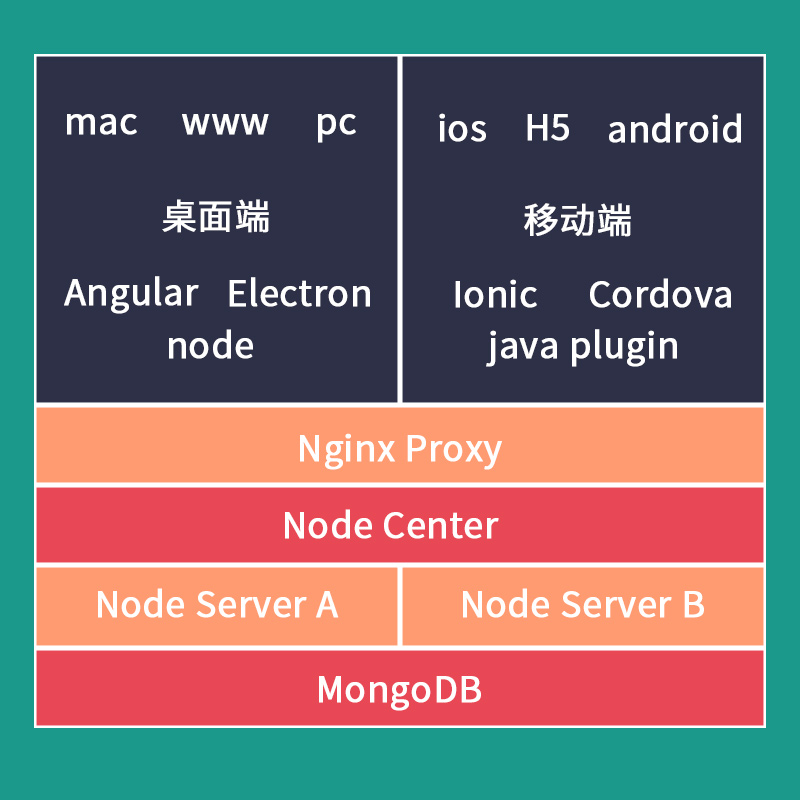 mac www pc
桌面端
Angular Electron
node
ios H5 android
移动端
Ionic Cordova
java plugin
Nginx Proxy
Node Center
Node Server A
Node Server B
MongoDB